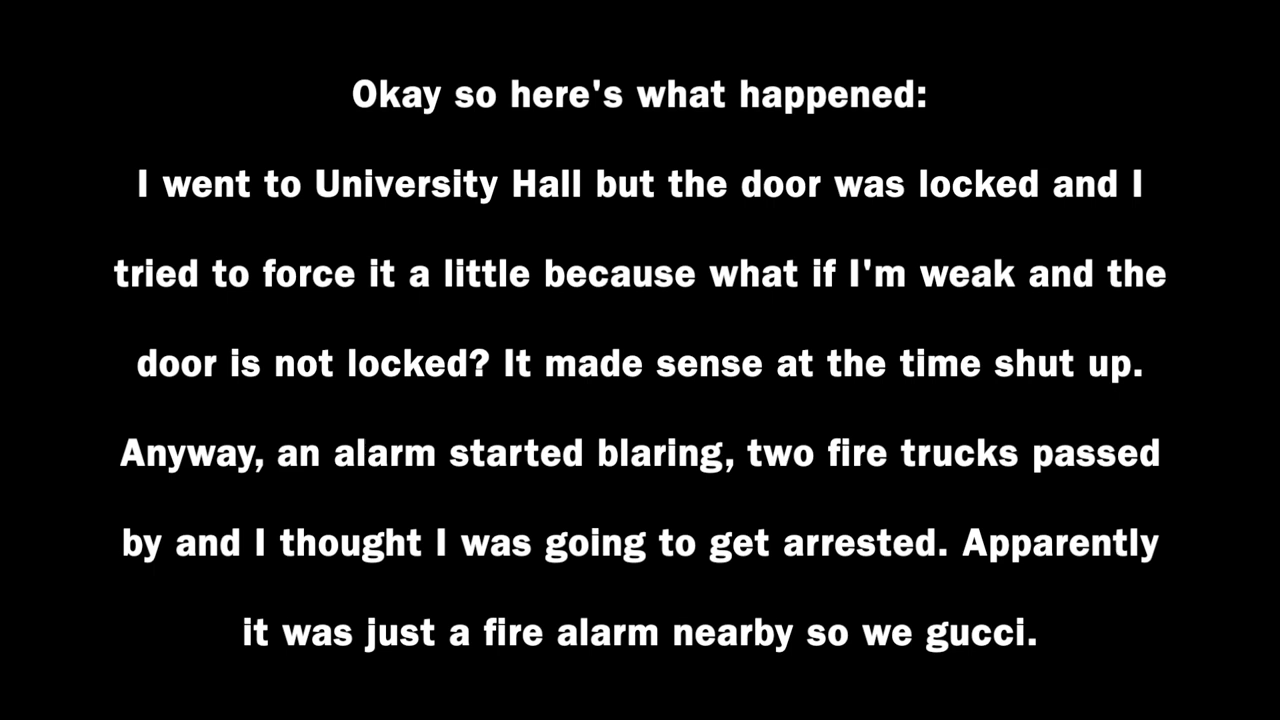 Okay so here's what happened:
I went to University Hall but the door was locked and I
tried to force it a little because what if I'm weak and the
door is not locked? It made sense at the time shut up.
Anyway, an alarm started blaring, two fire trucks passed
by and I thought I was going to get arrested. Apparently
it was just a fire alarm nearby so we gucci.